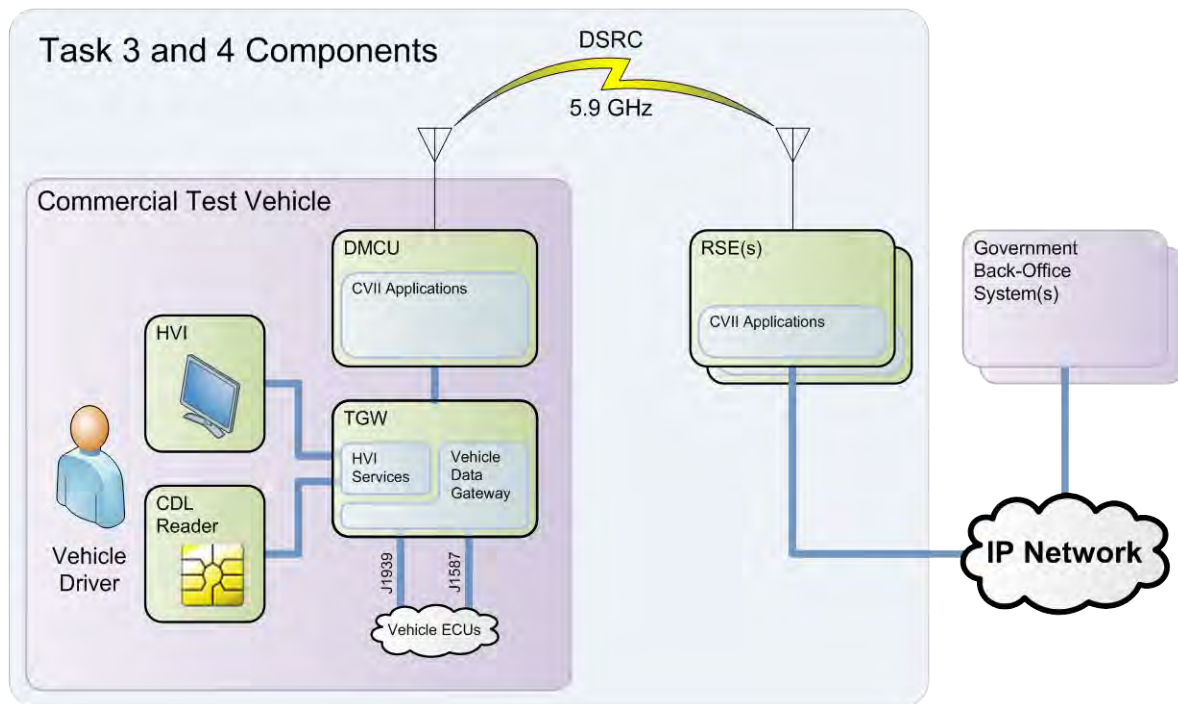 Task 3 and 4 Components
DSRC
5.9 GHz
Commercial Test Vehicle
DMCU
CVII Applications
RSE(s)
CVII Applications
Government
Back-Office
System(s)
HVI
TGW
HVI
Services
Vehicle
Data
Gateway
CDL
Reader
Vehicle
Driver
J1939
J1587
Vehicle ECUs
IP Network